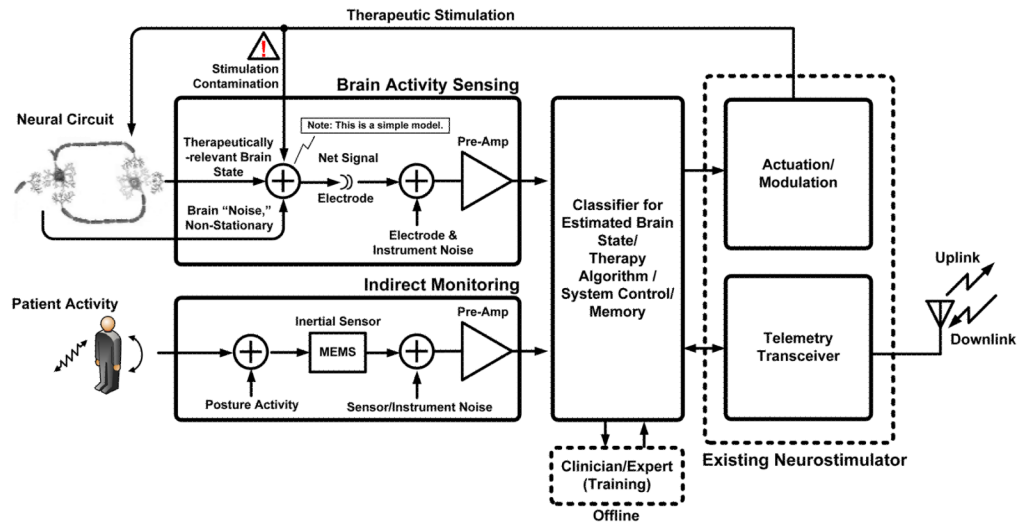 Therapeutic Stimulation
Stimulation
Contamination
Brain Activity Sensing
Neural Circuit
Note: This is a simple model.
Therapeutically
-relevant Brain
State
Net Signal
Electrode
Pre-Amp
Brain “Noise,”
Non-Stationary
Electrode &
Instrument Noise
Indirect Monitoring
Patient Activity
Inertial Sensor
MEMS
Pre-Amp
Posture Activity
Sensor/Instrument Noise
Classifier for
Estimated Brain
State/
Therapy
Algorithm /
System Control/
Memory
Clinician/Expert
(Training)
Offline
Actuation/
Modulation
Telemetry
Transceiver
Existing Neurostimulator
Uplink
Downlink